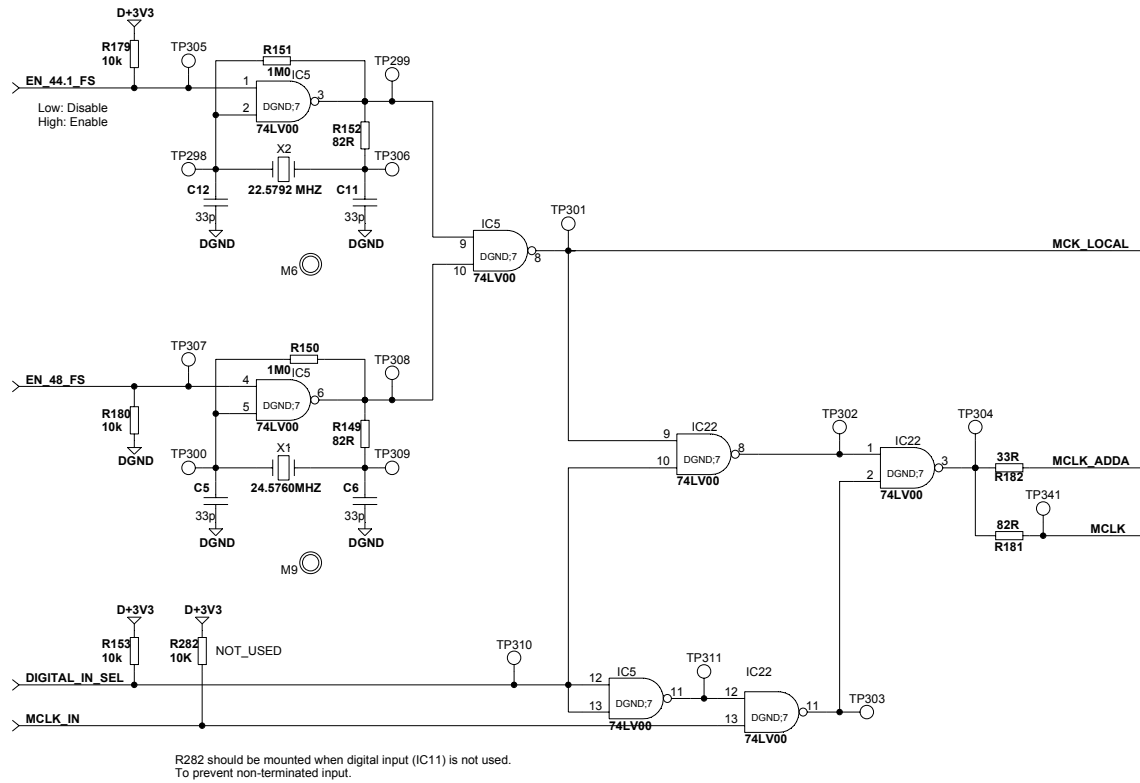 D+3V3
R179
10k
TP305
R151
1M0
TP299
EN_44.1_FS
1
IC5
3
Low: Disable
High: Enable
2
DGND;7
74LV00
R152
82R
TP298
X2
TP306
C12
22.5792 MHZ
C11
33p
33p
DGND
DGND
M6
IC5
9
DGND;7
8
10
74LV00
TP301
MCK_LOCAL
TP307
R150
1M0
TP308
EN_48_FS
4
IC5
6
5
DGND;7
74LV00
R180
10k
DGND
R149
82R
TP300
X1
TP309
C5
24.5760MHZ
C6
33p
33p
DGND
DGND
M9
IC22
9
DGND;7
8
10
74LV00
TP302
IC22
1
DGND;7
3
2
74LV00
TP304
33R
R182
MCLK_ADDA
TP341
82R
R181
MCLK
D+3V3
D+3V3
R153
10k
R282
10K
NOT_USED
TP310
DIGITAL_IN_SEL
12
IC5
11
13
DGND;7
74LV00
TP311
IC22
12
DGND;7
11
13
74LV00
TP303
MCLK_IN
R282 should be mounted when digital input (IC11) is not used.
To prevent non-terminated input.